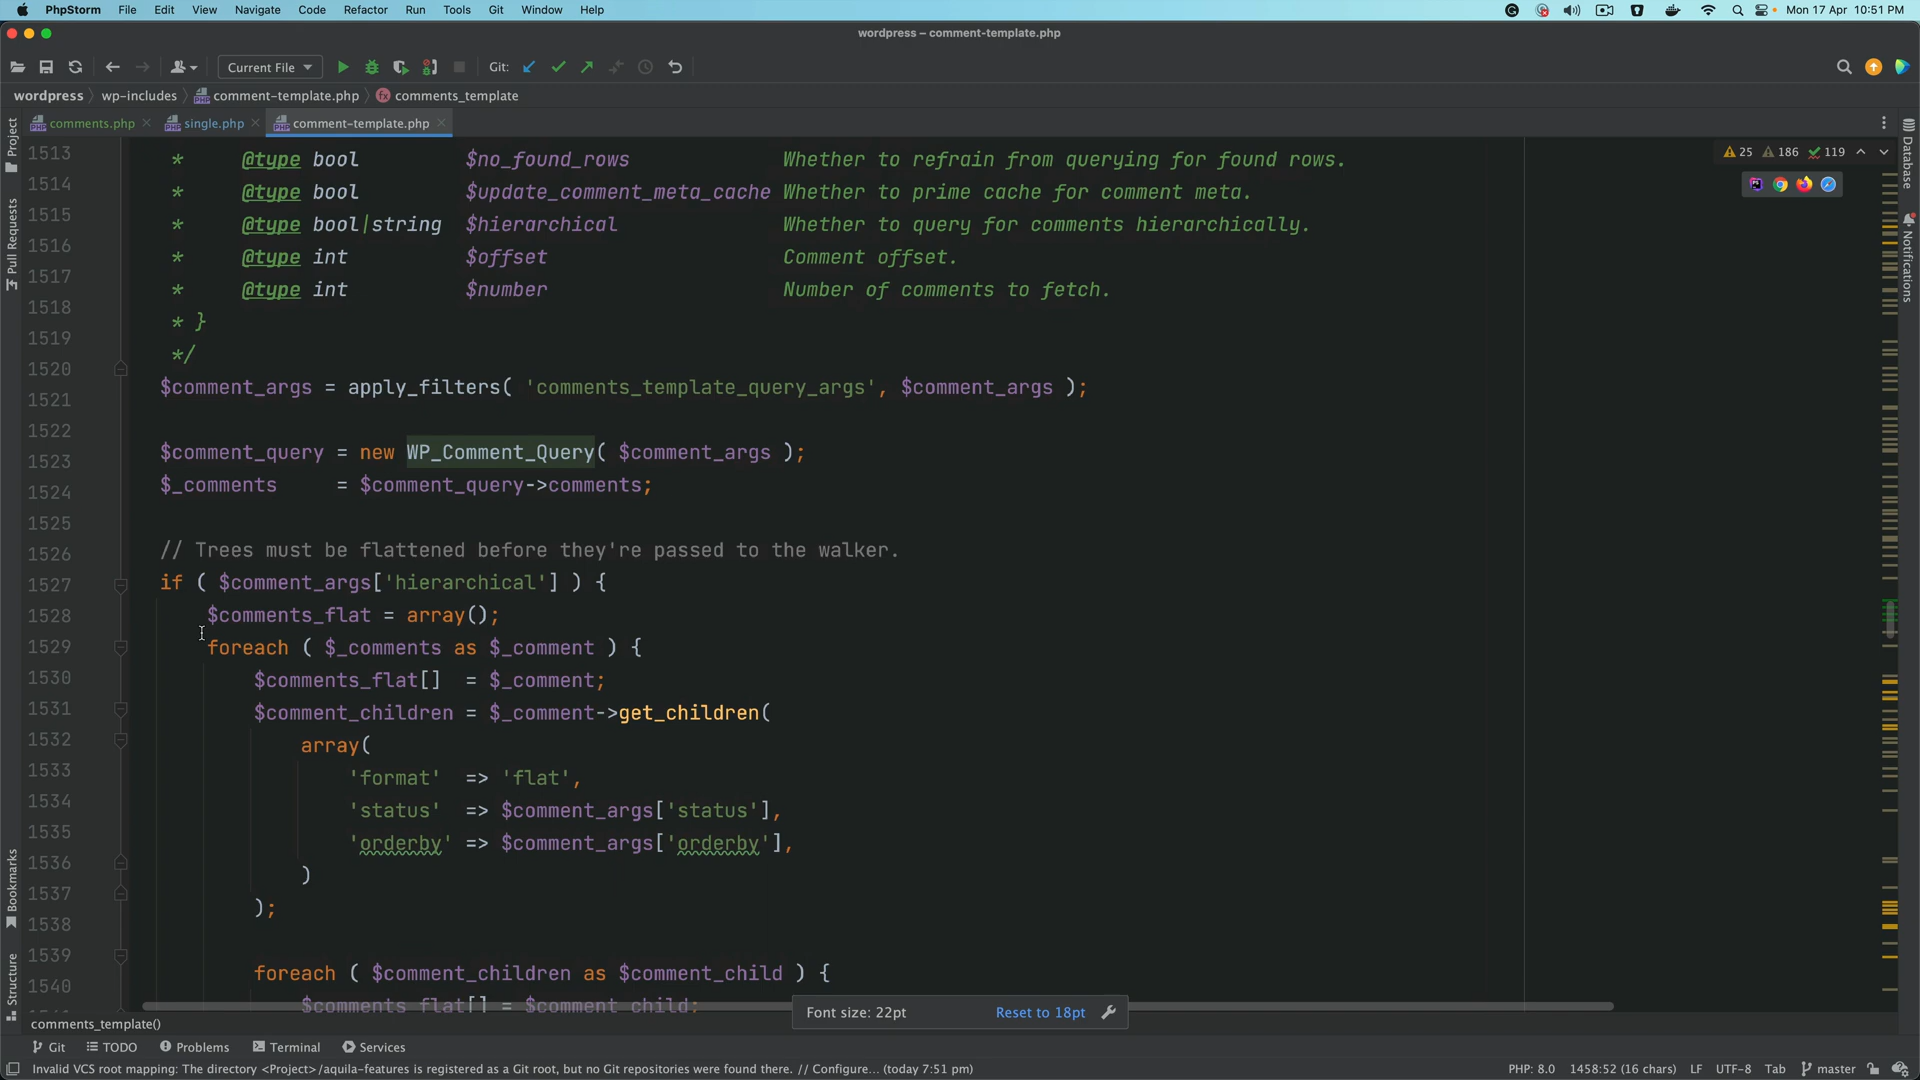 PhpStorm File Edit View Navigate Code Refactor Run Tools Git Window Help Mon 17 Apr 10:51 PM
wordpress – comment-template.php
Current File Git:
wordpress wp-includes comment-template.php comments_template
comments.php single.php comment-template.php
Project
Pull Requests
Bookmarks
Structure
Database
Notifications
25 186 119
1513 * @type bool $no_found_rows Whether to refrain from querying for found rows.
1514 * @type bool $update_comment_meta_cache Whether to prime cache for comment meta.
1515 * @type bool|string $hierarchical Whether to query for comments hierarchically.
1516 * @type int $offset Comment offset.
1517 * @type int $number Number of comments to fetch.
1518 * }
1519 */
1520 $comment_args = apply_filters( 'comments_template_query_args', $comment_args );
1521
1522 $comment_query = new WP_Comment_Query( $comment_args );
1523 $_comments = $comment_query->comments;
1524
1525 // Trees must be flattened before they're passed to the walker.
1526 if ( $comment_args['hierarchical'] ) {
1527 $comments_flat = array();
1528 foreach ( $_comments as $_comment ) {
1529 $comments_flat[] = $_comment;
1530 $comment_children = $_comment->get_children(
1531 array(
1532 'format' => 'flat',
1533 'status' => $comment_args['status'],
1534 'orderby' => $comment_args['orderby'],
1535 )
1536 );
1537
1538 foreach ( $comment_children as $comment_child ) {
1539 $comments_flat[] = $comment_child;
1540
Font size: 22pt Reset to 18pt
comments_template()
Git TODO Problems Terminal Services
Invalid VCS root mapping: The directory <Project>/aquila-features is registered as a Git root, but no Git repositories were found there. // Configure... (today 7:51 pm) PHP: 8.0 1458:52 (16 chars) LF UTF-8 Tab master